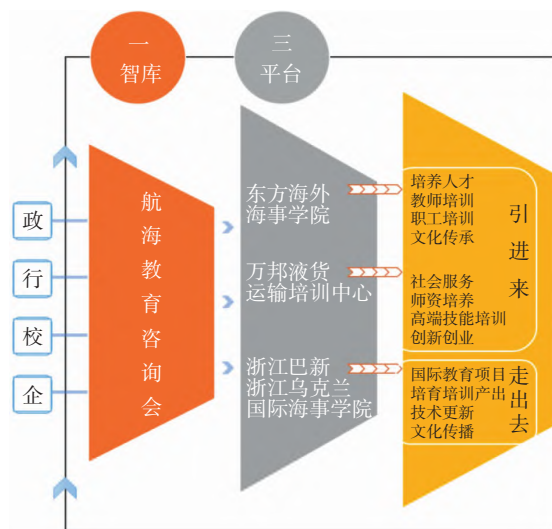 一
智库
三
平台
政
行
校
企
航海教育咨询会
东方海外
海事学院
万邦液货
运输培训中心
浙江巴新
浙江乌克兰
国际海事学院
培养人才
教师培训
职工培训
文化传承
社会服务
师资培养
高端技能培训
创新创业
引进来
国际教育项目
培育培训产出
技术更新
文化传播
走出去